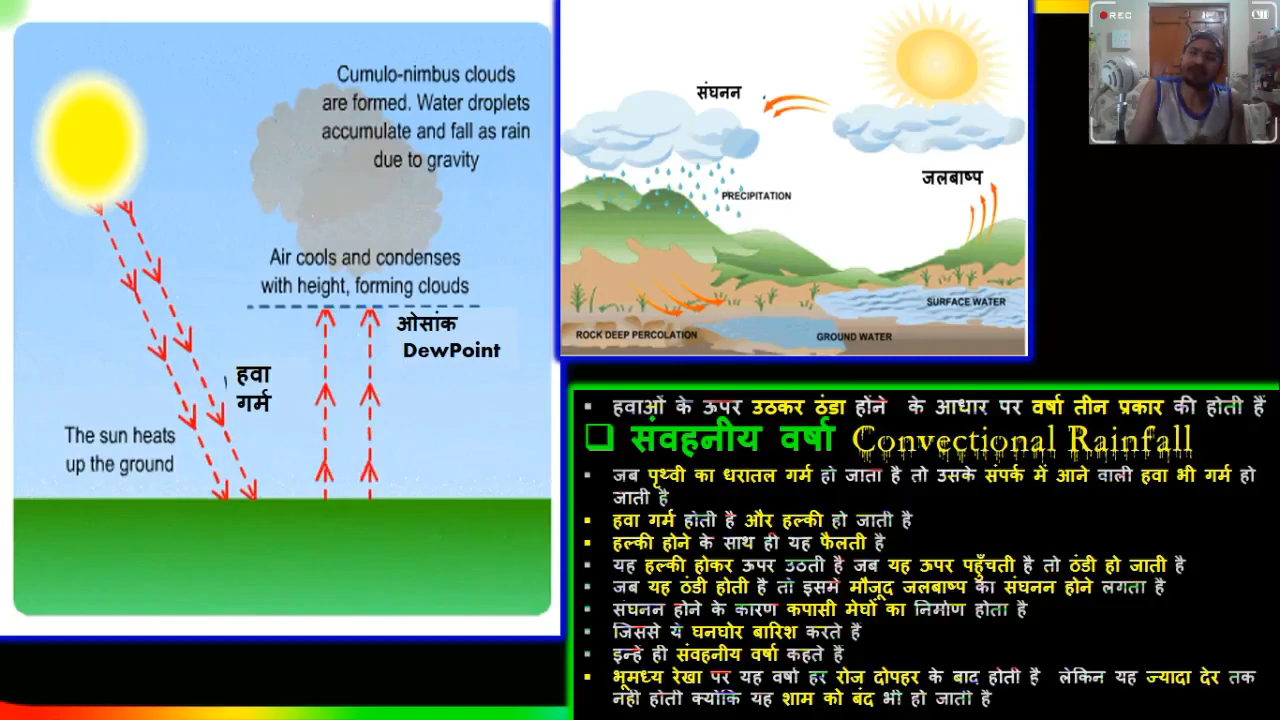 Cumulo-nimbus clouds
are formed. Water droplets
accumulate and fall as rain
due to gravity
Air cools and condenses
with height, forming clouds
ओसांक
DewPoint
हवा
गर्म
The sun heats
up the ground
संघनन
जलबाष्प
PRECIPITATION
SURFACE WATER
ROCK DEEP PERCOLATION
GROUND WATER
REC
हवाओं के ऊपर उठकर ठंडा होंने के आधार पर वर्षा तीन प्रकार की होती हैं
संवहनीय वर्षा Convectional Rainfall
जब पृथ्वी का धरातल गर्म हो जाता है तो उसके संपर्क में आने वाली हवा भी गर्म हो
जाती है
हवा गर्म होती है और हल्की हो जाती है
हल्की होने के साथ ही यह फैलती है
यह हल्की होकर ऊपर उठती है जब यह ऊपर पहुँचती है तो ठंडी हो जाती है
जब यह ठंडी होती है तो इसमें मौजूद जलबाष्प का संघनन होने लगता है
संघनन होने के कारण कपासी मेघों का निर्माण होता है
जिससे ये घनघोर बारिश करते हैं
इन्हें ही संवहनीय वर्षा कहते हैं
भूमध्य रेखा पर यह वर्षा हर रोज दोपहर के बाद होती है लेकिन यह ज्यादा देर तक
नहीं होती क्योंकि यह शाम को बंद भी हो जाती है